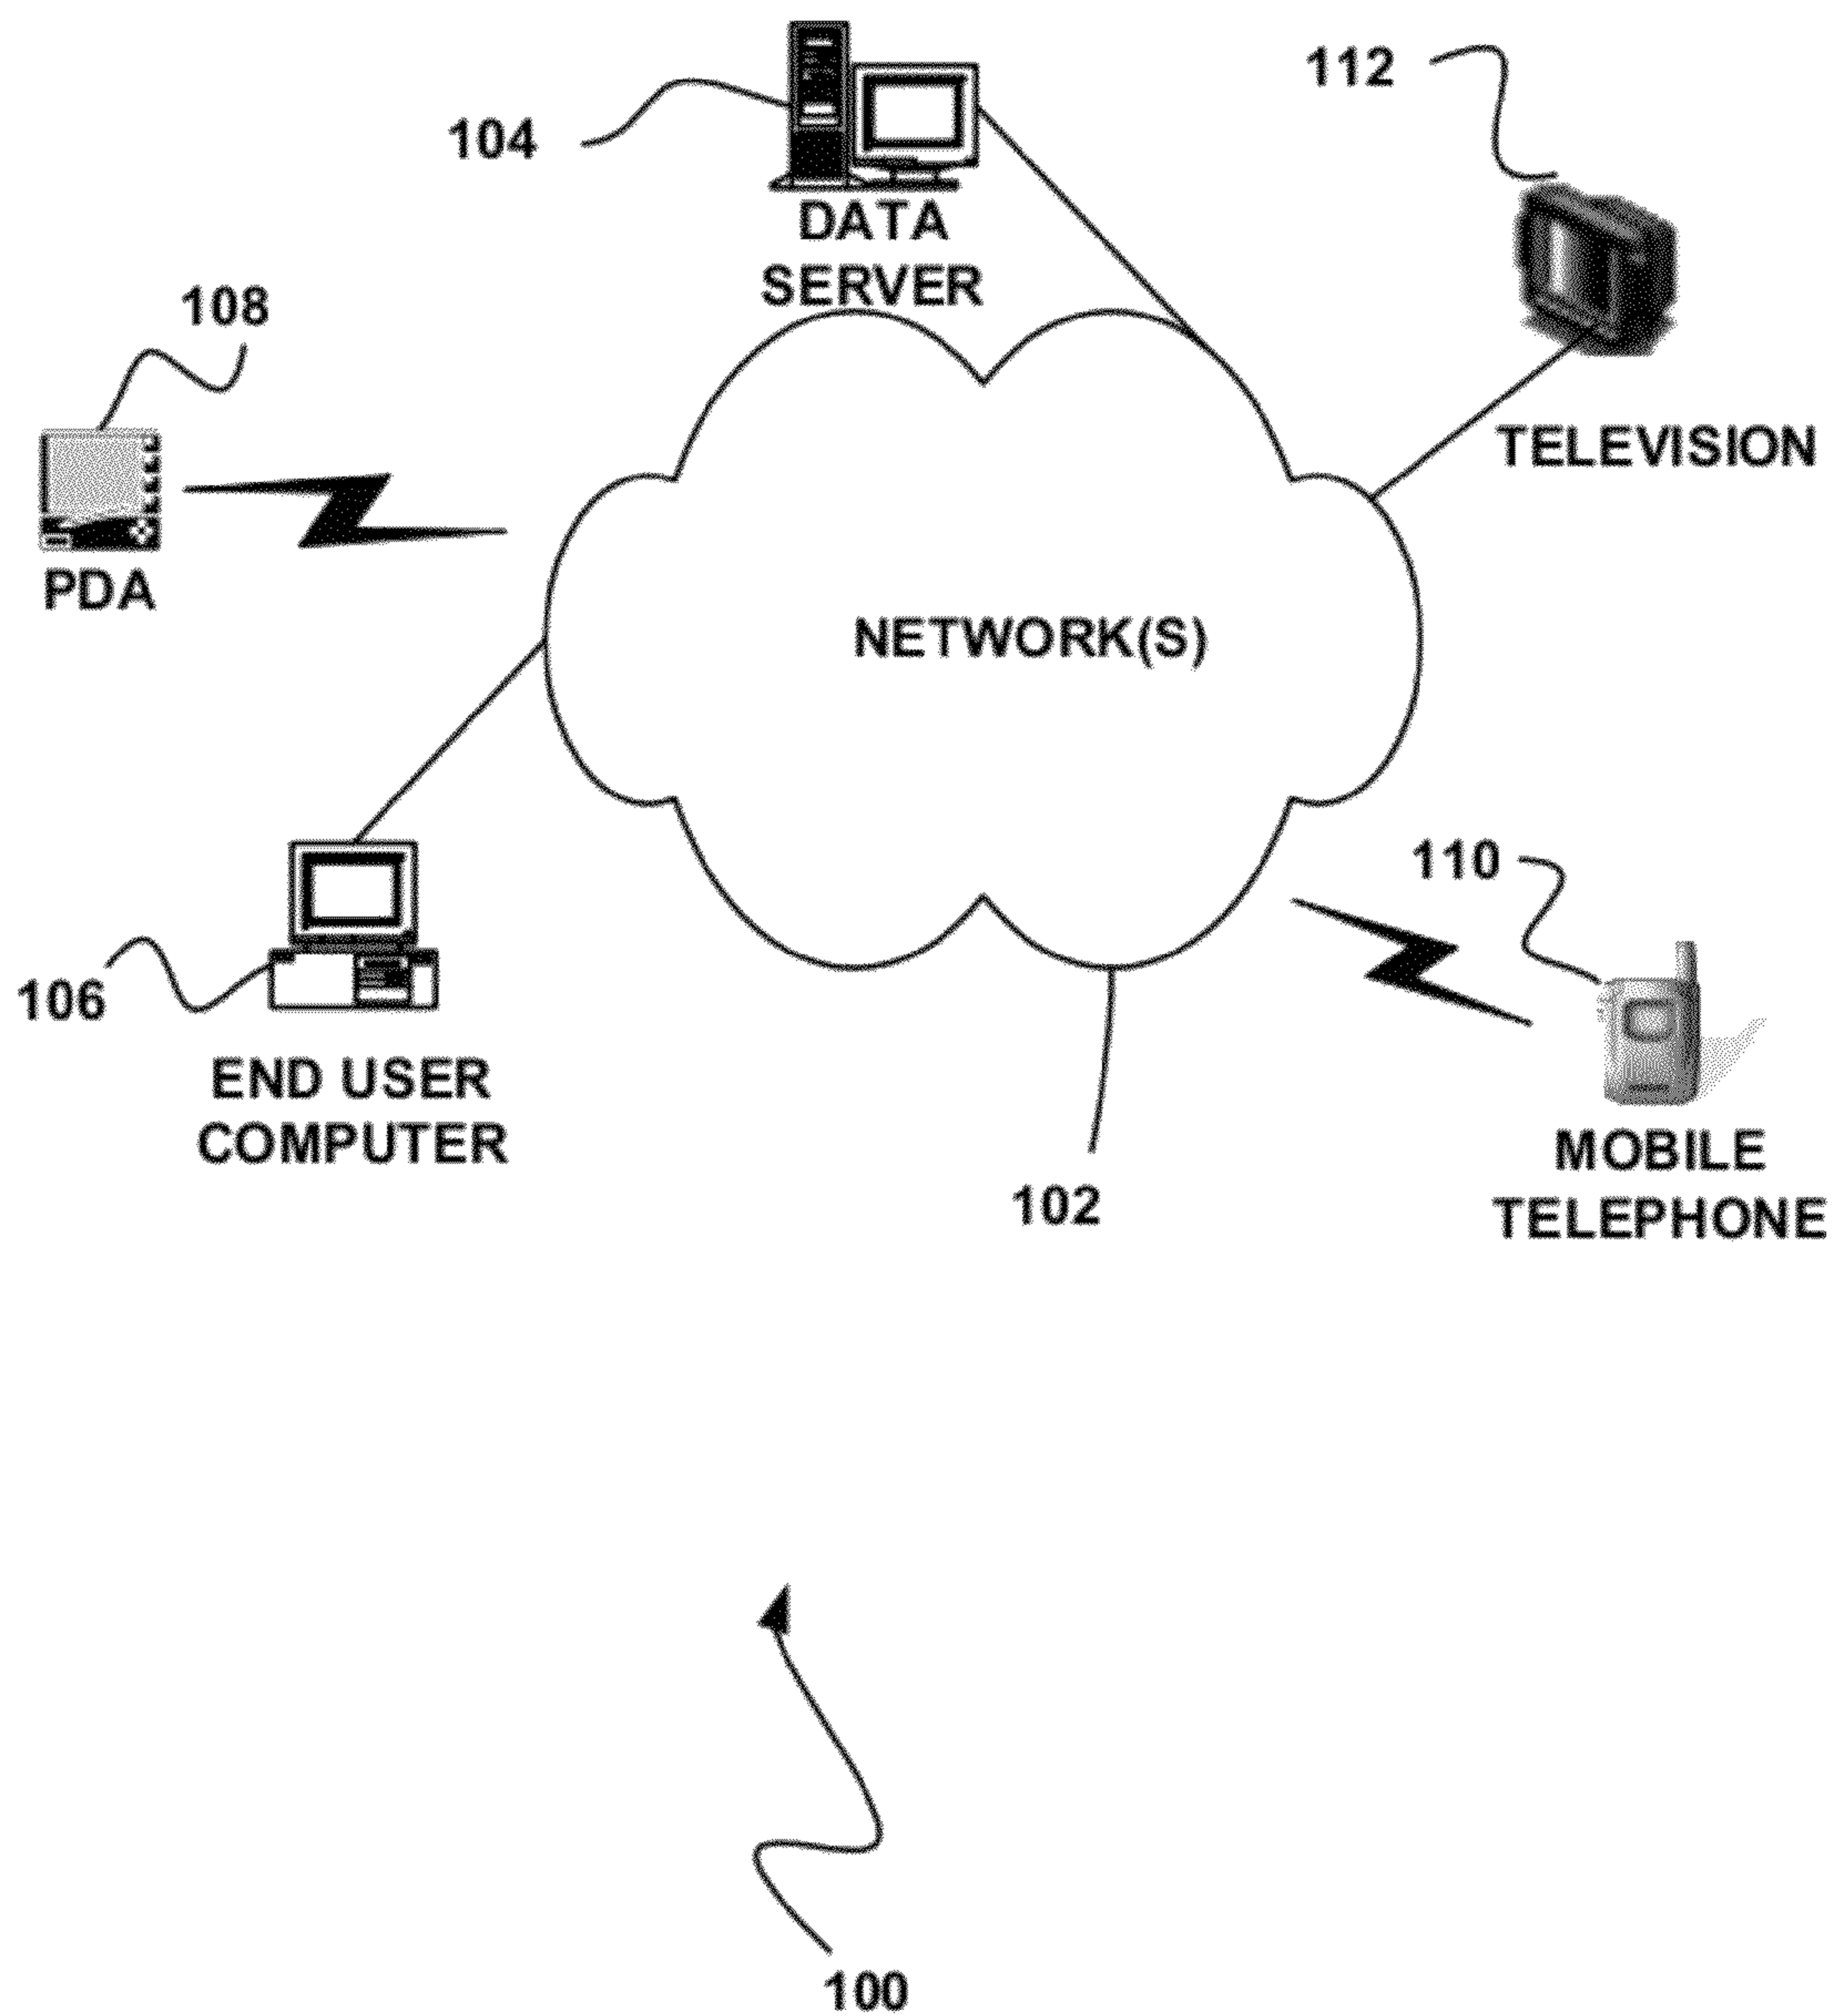 112
104
DATA
SERVER
108
TELEVISION
PDA
NETWORK(S)
110
106
END USER
COMPUTER
MOBILE
TELEPHONE
102
100